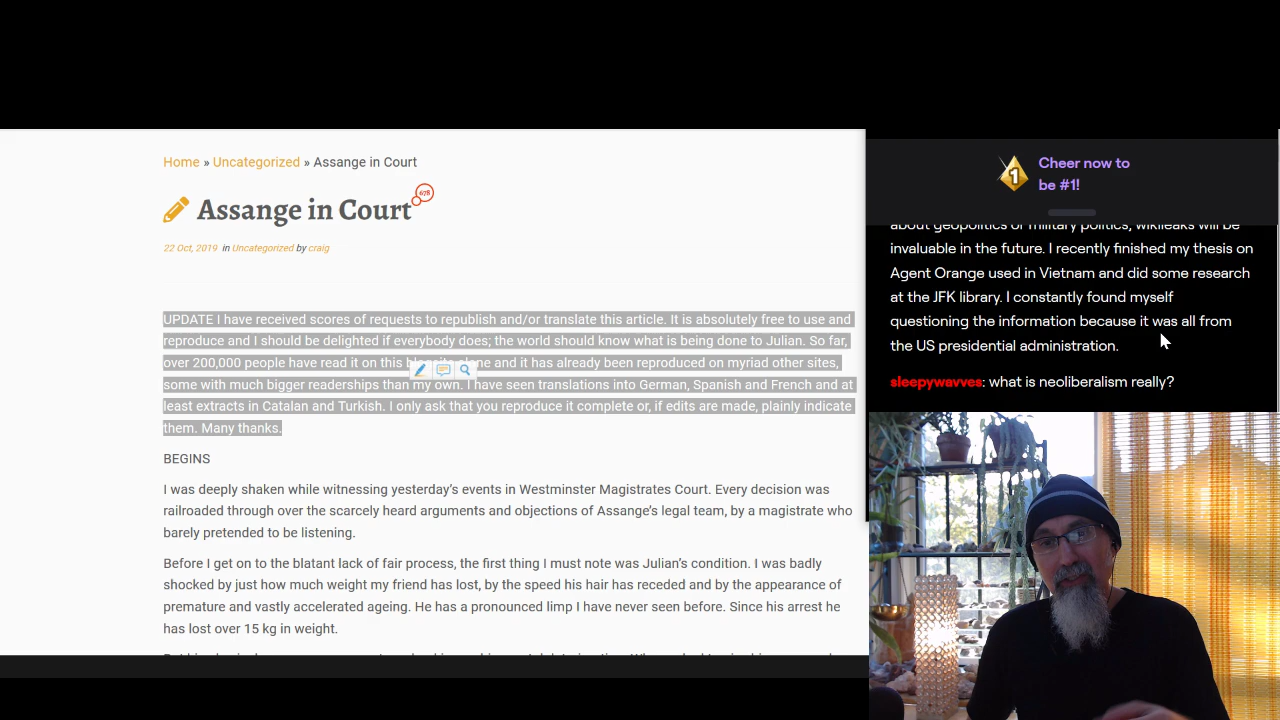 Home » Uncategorized » Assange in Court
Assange in Court
678
22 Oct, 2019 in Uncategorized by craig
UPDATE I have received scores of requests to republish and/or translate this article. It is absolutely free to use and
reproduce and I should be delighted if everybody does; the world should know what is being done to Julian. So far,
over 200,000 people have read it on this alone and it has already been reproduced on myriad other sites,
some with much bigger readerships than my own. I have seen translations into German, Spanish and French and at
least extracts in Catalan and Turkish. I only ask that you reproduce it complete or, if edits are made, plainly indicate
them. Many thanks.
BEGINS
I was deeply shaken while witnessing yesterday's events in Westminster Magistrates Court. Every decision was
railroaded through over the scarcely heard arguments and objections of Assange's legal team, by a magistrate who
barely pretended to be listening.
Before I get on to the blatant lack of fair process, the first thing I must note was Julian's condition. I was badly
shocked by just how much weight my friend has lost, by the speed his hair has receded and by the appearance of
premature and vastly accelerated ageing. He has a pronounced limp I have never seen before. Since his arrest he
has lost over 15 kg in weight.
1
Cheer now to
be #1!
about geopolitics or military politics, wikileaks will be
invaluable in the future. I recently finished my thesis on
Agent Orange used in Vietnam and did some research
at the JFK library. I constantly found myself
questioning the information because it was all from
the US presidential administration.
sleepywavves: what is neoliberalism really?